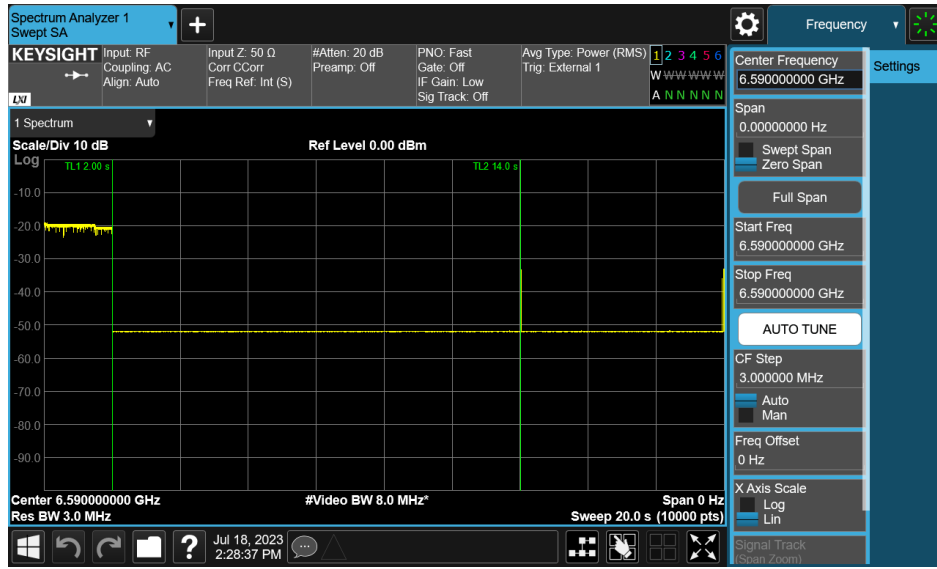 Spectrum Analyzer 1
Swept SA
Frequency
KEYSIGHT
LXI
Input: RF
Coupling: AC
Align: Auto
Input Z: 50 Ω
Corr CCorr
Freq Ref: Int (S)
#Atten: 20 dB
Preamp: Off
PNO: Fast
Gate: Off
IF Gain: Low
Sig Track: Off
Avg Type: Power (RMS)
Trig: External 1
1 2 3 4 5 6
W W W W W W
A N N N N N
Center Frequency
6.590000000 GHz
Settings
Span
0.00000000 Hz
Swept Span
Zero Span
Full Span
Start Freq
6.590000000 GHz
Stop Freq
6.590000000 GHz
AUTO TUNE
CF Step
3.000000 MHz
Auto
Man
Freq Offset
0 Hz
X Axis Scale
Log
Lin
Signal Track
(Span Zoom)
1 Spectrum
Scale/Div 10 dB
Ref Level 0.00 dBm
Log
TL1 2.00 s
TL2 14.0 s
-10.0
-20.0
-30.0
-40.0
-50.0
-60.0
-70.0
-80.0
-90.0
Center 6.590000000 GHz
#Video BW 8.0 MHz*
Span 0 Hz
Res BW 3.0 MHz
Sweep 20.0 s (10000 pts)
?
Jul 18, 2023
2:28:37 PM